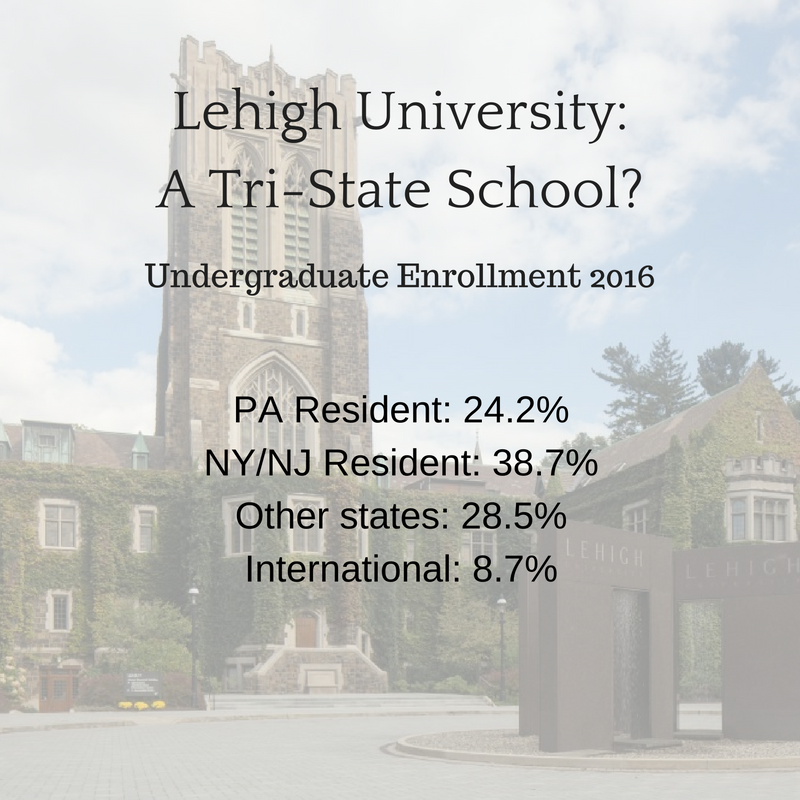 Lehigh University:
A Tri-State School?
Undergraduate Enrollment 2016
PA Resident: 24.2%
NY/NJ Resident: 38.7%
Other states: 28.5%
International: 8.7%
LEHIGH
LEHIGH